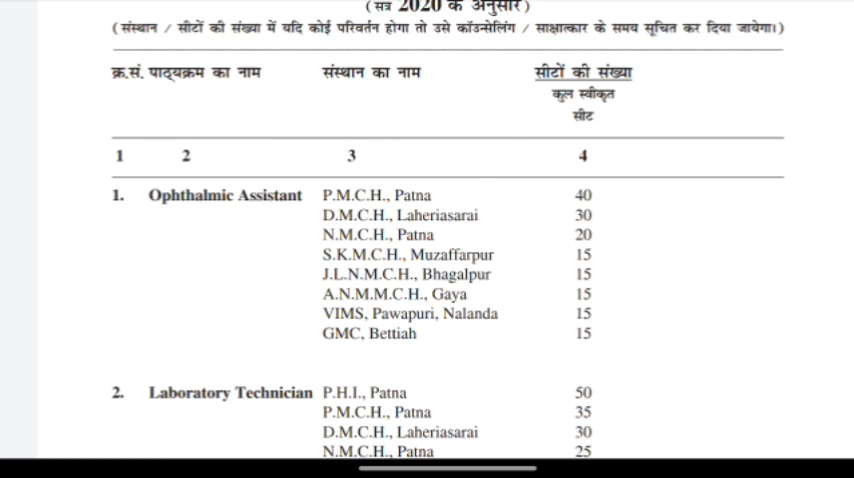 (सत्र 2020 के अनुसार)
(संस्थान / सीटों की संख्या में यदि कोई परिवर्तन होगा तो उसे कॉउन्सेलिंग / साक्षात्कार के समय सूचित कर दिया जायेगा।)
क्र.सं. पाठ्यक्रम का नाम संस्थान का नाम सीटों की संख्या
कुल स्वीकृत
सीट
1 2 3 4
1. Ophthalmic Assistant P.M.C.H., Patna 40
D.M.C.H., Laheriasarai 30
N.M.C.H., Patna 20
S.K.M.C.H., Muzaffarpur 15
J.L.N.M.C.H., Bhagalpur 15
A.N.M.M.C.H., Gaya 15
VIMS, Pawapuri, Nalanda 15
GMC, Bettiah 15
2. Laboratory Technician P.H.I., Patna 50
P.M.C.H., Patna 35
D.M.C.H., Laheriasarai 30
N.M.C.H., Patna 25